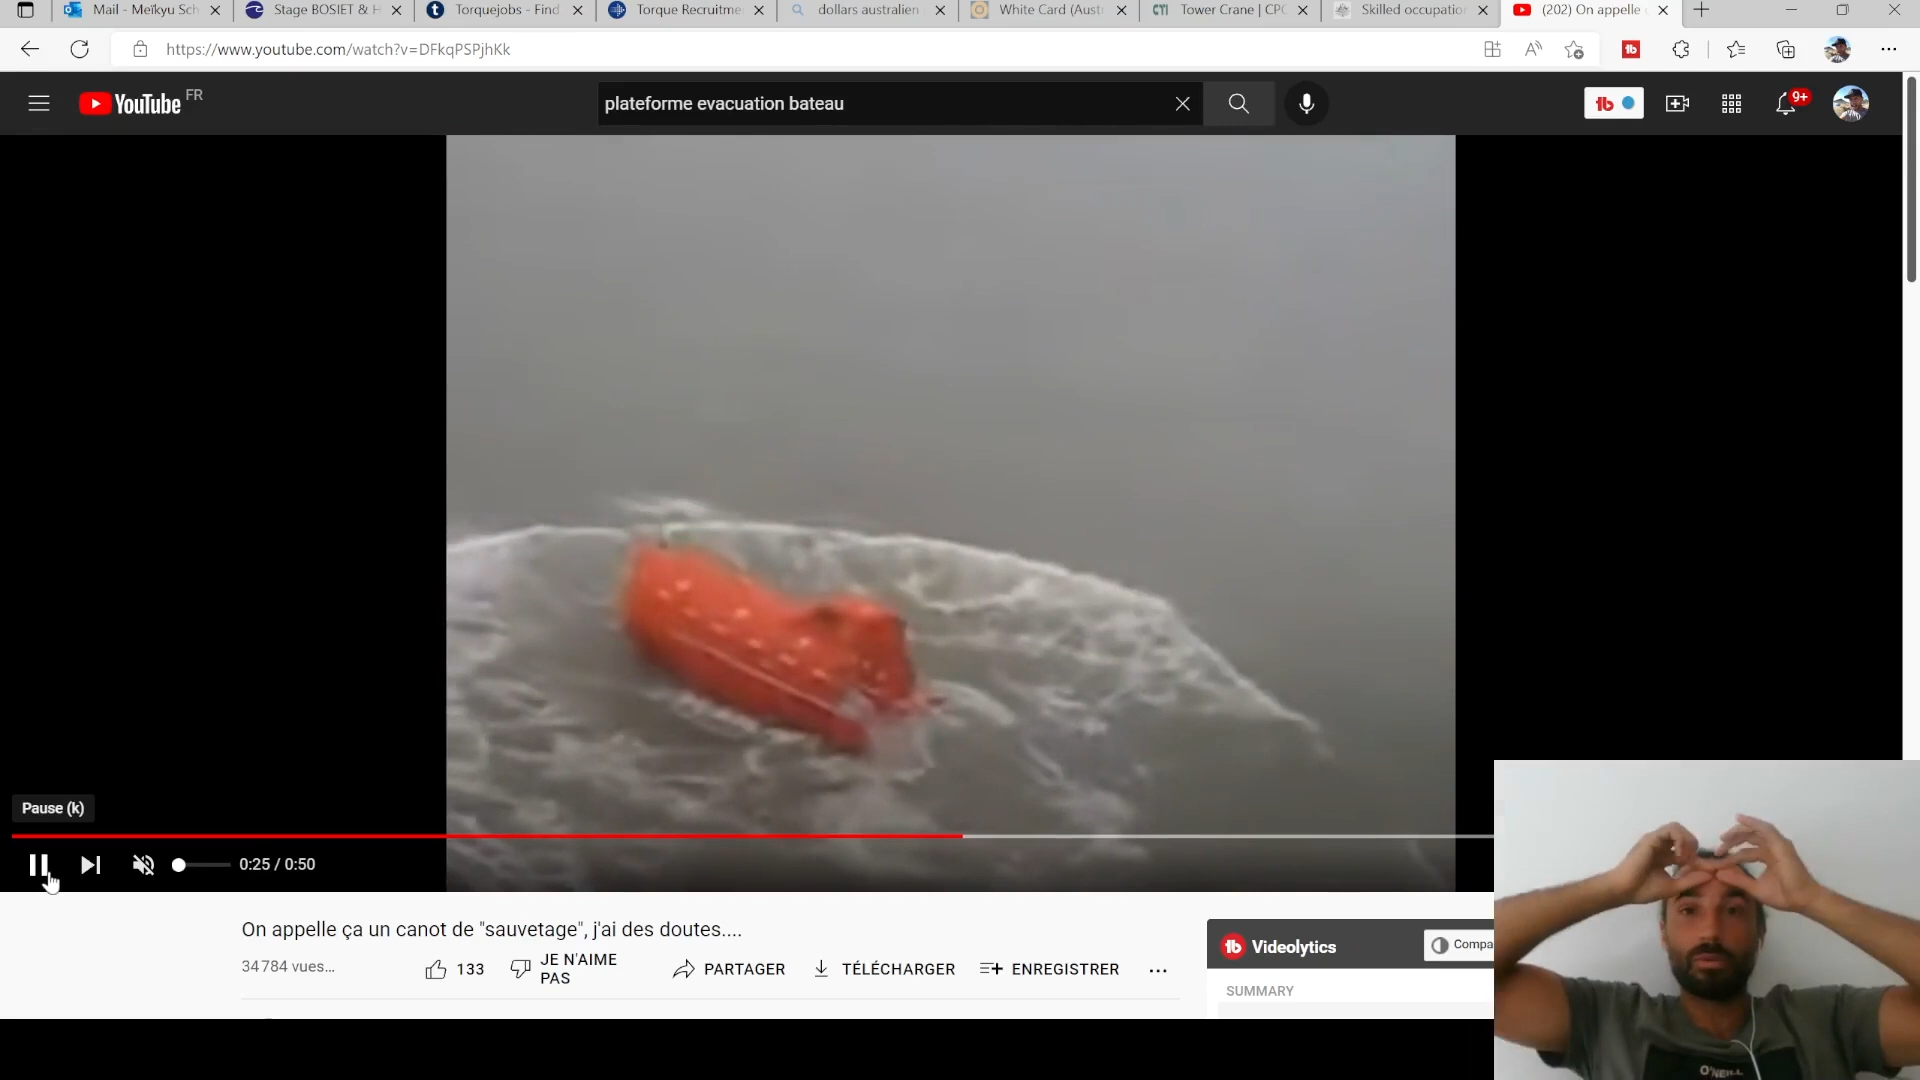 Mail - Meïkyu Sch
Stage BOSIET & H
Torquejobs - Find
Torque Recruitme
dollars australien
White Card (Aust
CTI Tower Crane | CPC
Skilled occupatio
(202) On appelle
https://www.youtube.com/watch?v=DFkqPSPjhKk
YouTube FR
plateforme evacuation bateau
9+
Pause (k)
0:25 / 0:50
On appelle ça un canot de "sauvetage", j'ai des doutes....
34 784 vues...
133
JE N'AIME
PAS
PARTAGER
TÉLÉCHARGER
ENREGISTRER
...
tb Videolytics
Compa
SUMMARY
O'NEILL